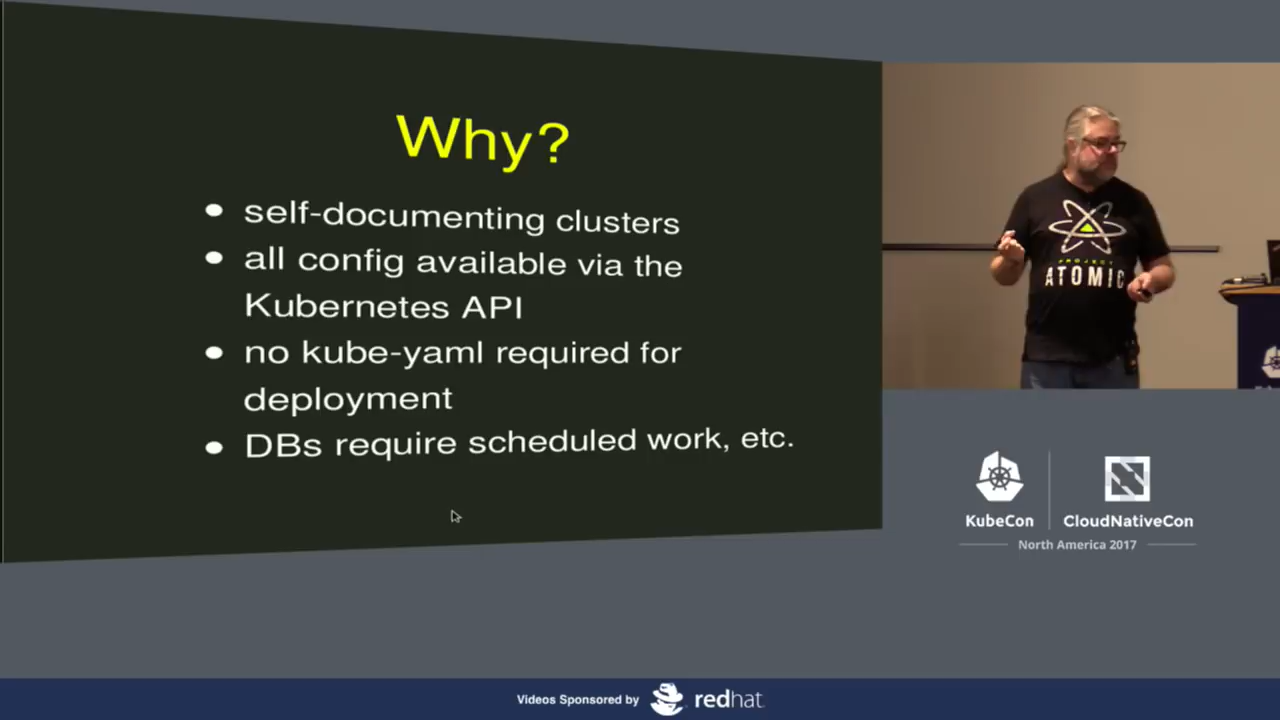 Why?
self-documenting clusters
all config available via the
Kubernetes API
no kube-yaml required for
deployment
DBs require scheduled work, etc.
PROJECT
ATOMIC
KubeCon
CloudNativeCon
North America 2017
Videos Sponsored by
redhat